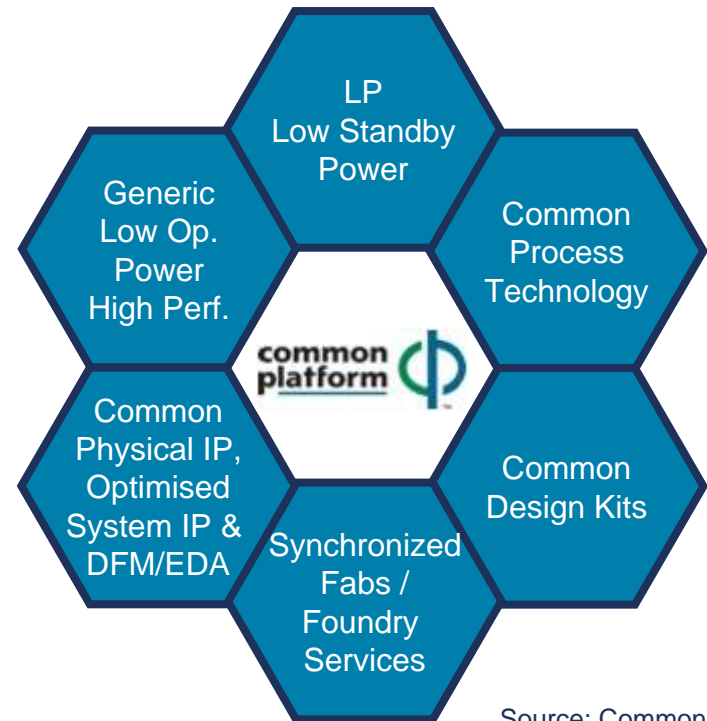 LP
Low Standby
Power
Generic
Low Op.
Power
High Perf.
Common
Process
Technology
common
platform
Common
Physical IP,
Optimised
System IP &
DFM/EDA
Common
Design Kits
Synchronized
Fabs /
Foundry
Services
Source: Common